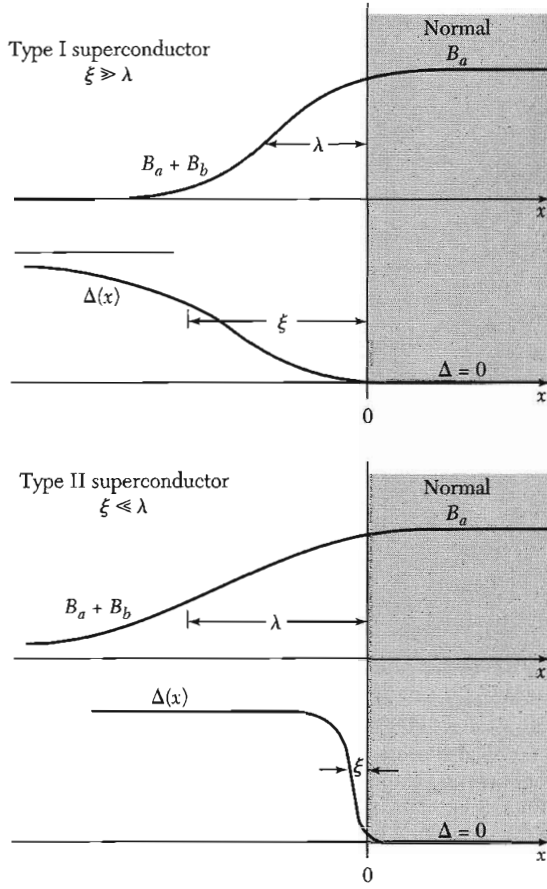 Normal
B_a
Type I superconductor
ξ ≫ λ
λ
B_a + B_b
x
Δ(x)
ξ
Δ = 0
x
0
Type II superconductor
ξ ≪ λ
Normal
B_a
B_a + B_b
λ
x
Δ(x)
ξ
Δ = 0
x
0